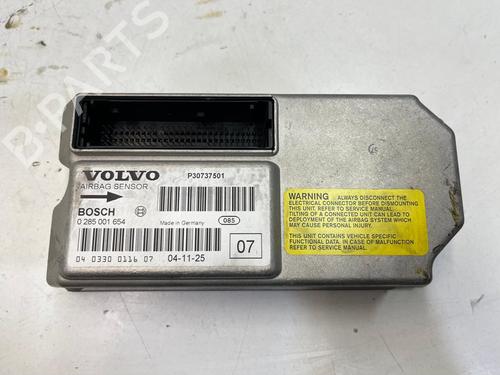 B-PARTS
VOLVO
AIRBAG SENSOR
P30737501
BOSCH
0 285 001 654
Made in Germany
085
07
04 0330 0116 07
04-11-25
WARNING ALWAYS DISCONNECT THE
ELECTRICAL CONNECTOR BEFORE DISMOUNTING
THIS UNIT. REFER TO SERVICE MANUAL.
TILTING OF A CONNECTED UNIT CAN LEAD TO
DEPLOYMENT OF THE AIRBAG SYSTEM WHICH
MAY CAUSE PERSONAL INJURY.
THIS UNIT CONTAINS VEHICLE SPECIFIC
FUNCTIONAL DATA. IN CASE OF MALFUNCTION
REFER TO SERVICE MANUAL.